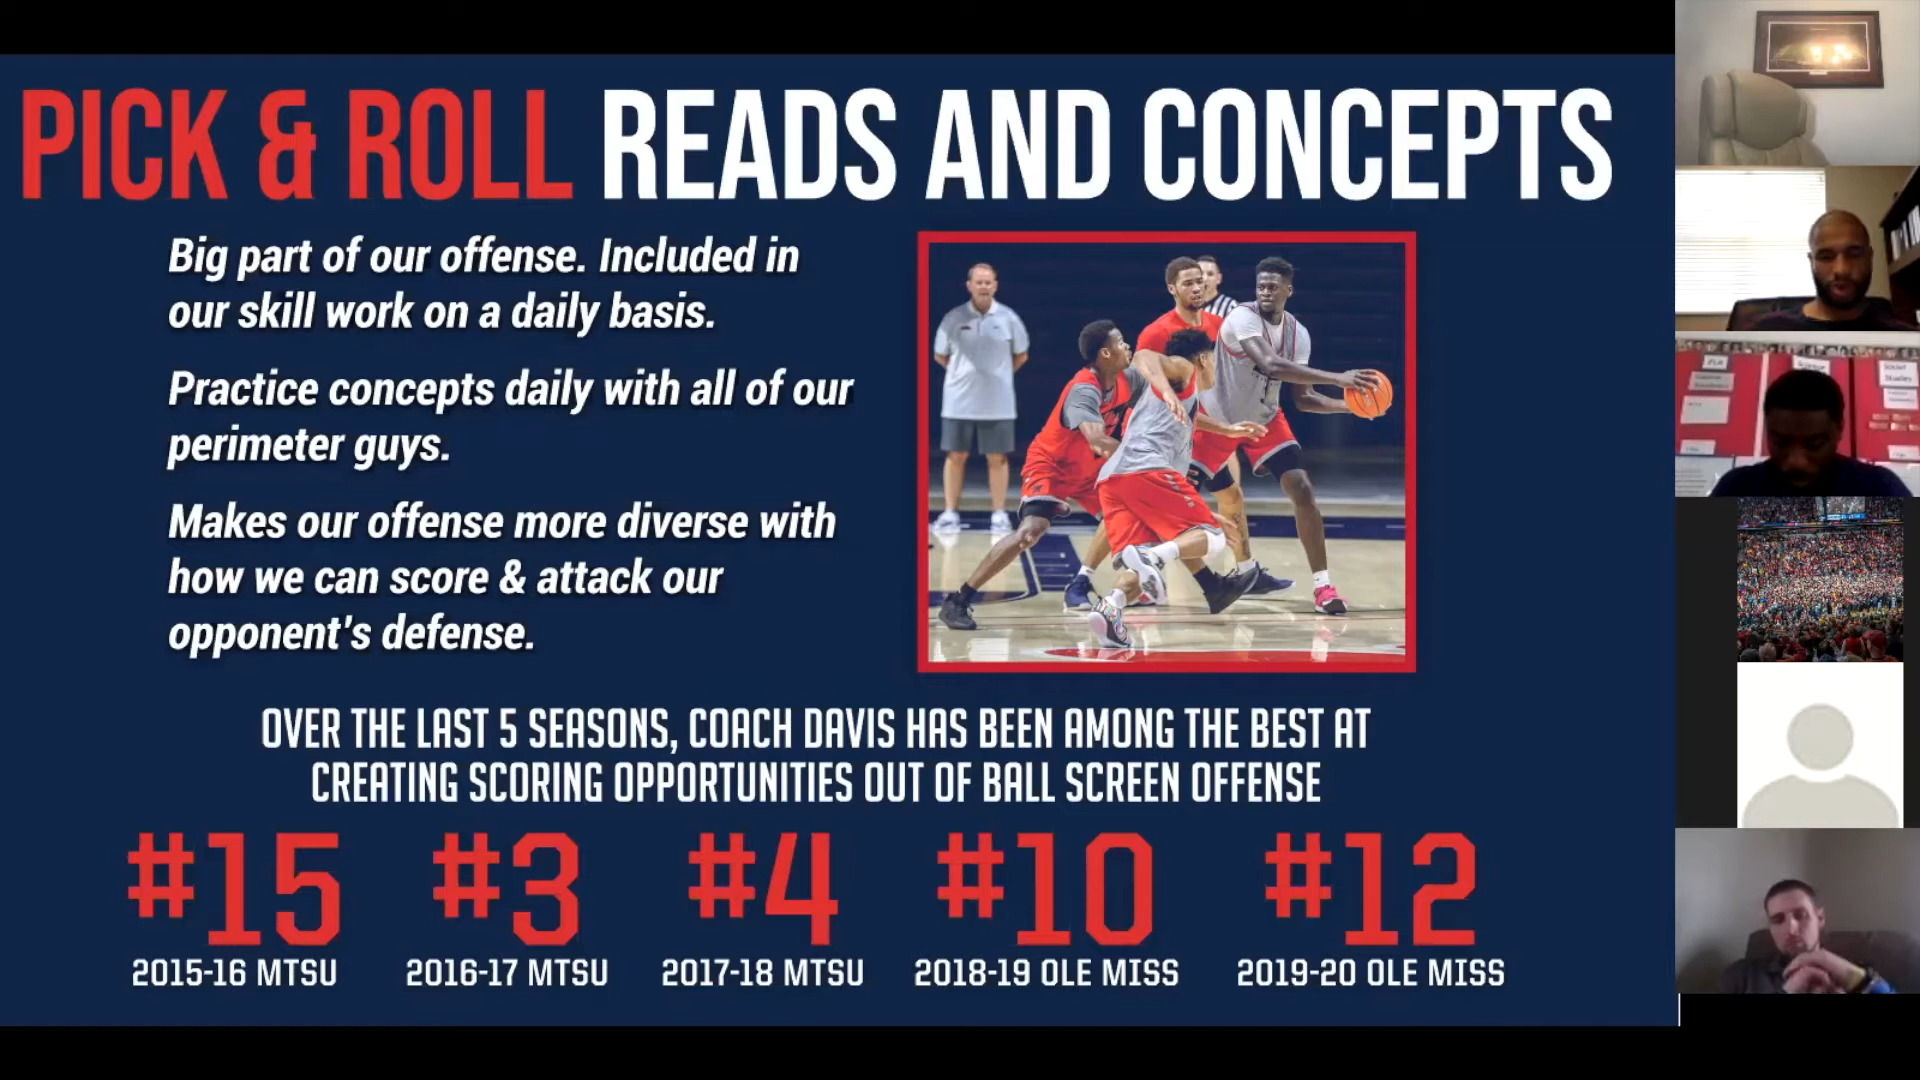 PICK & ROLL READS AND CONCEPTS
Big part of our offense. Included in
our skill work on a daily basis.
Practice concepts daily with all of our
perimeter guys.
Makes our offense more diverse with
how we can score & attack our
opponent's defense.
OVER THE LAST 5 SEASONS, COACH DAVIS HAS BEEN AMONG THE BEST AT
CREATING SCORING OPPORTUNITIES OUT OF BALL SCREEN OFFENSE
#15 #3 #4 #10 #12
2015-16 MTSU 2016-17 MTSU 2017-18 MTSU 2018-19 OLE MISS 2019-20 OLE MISS